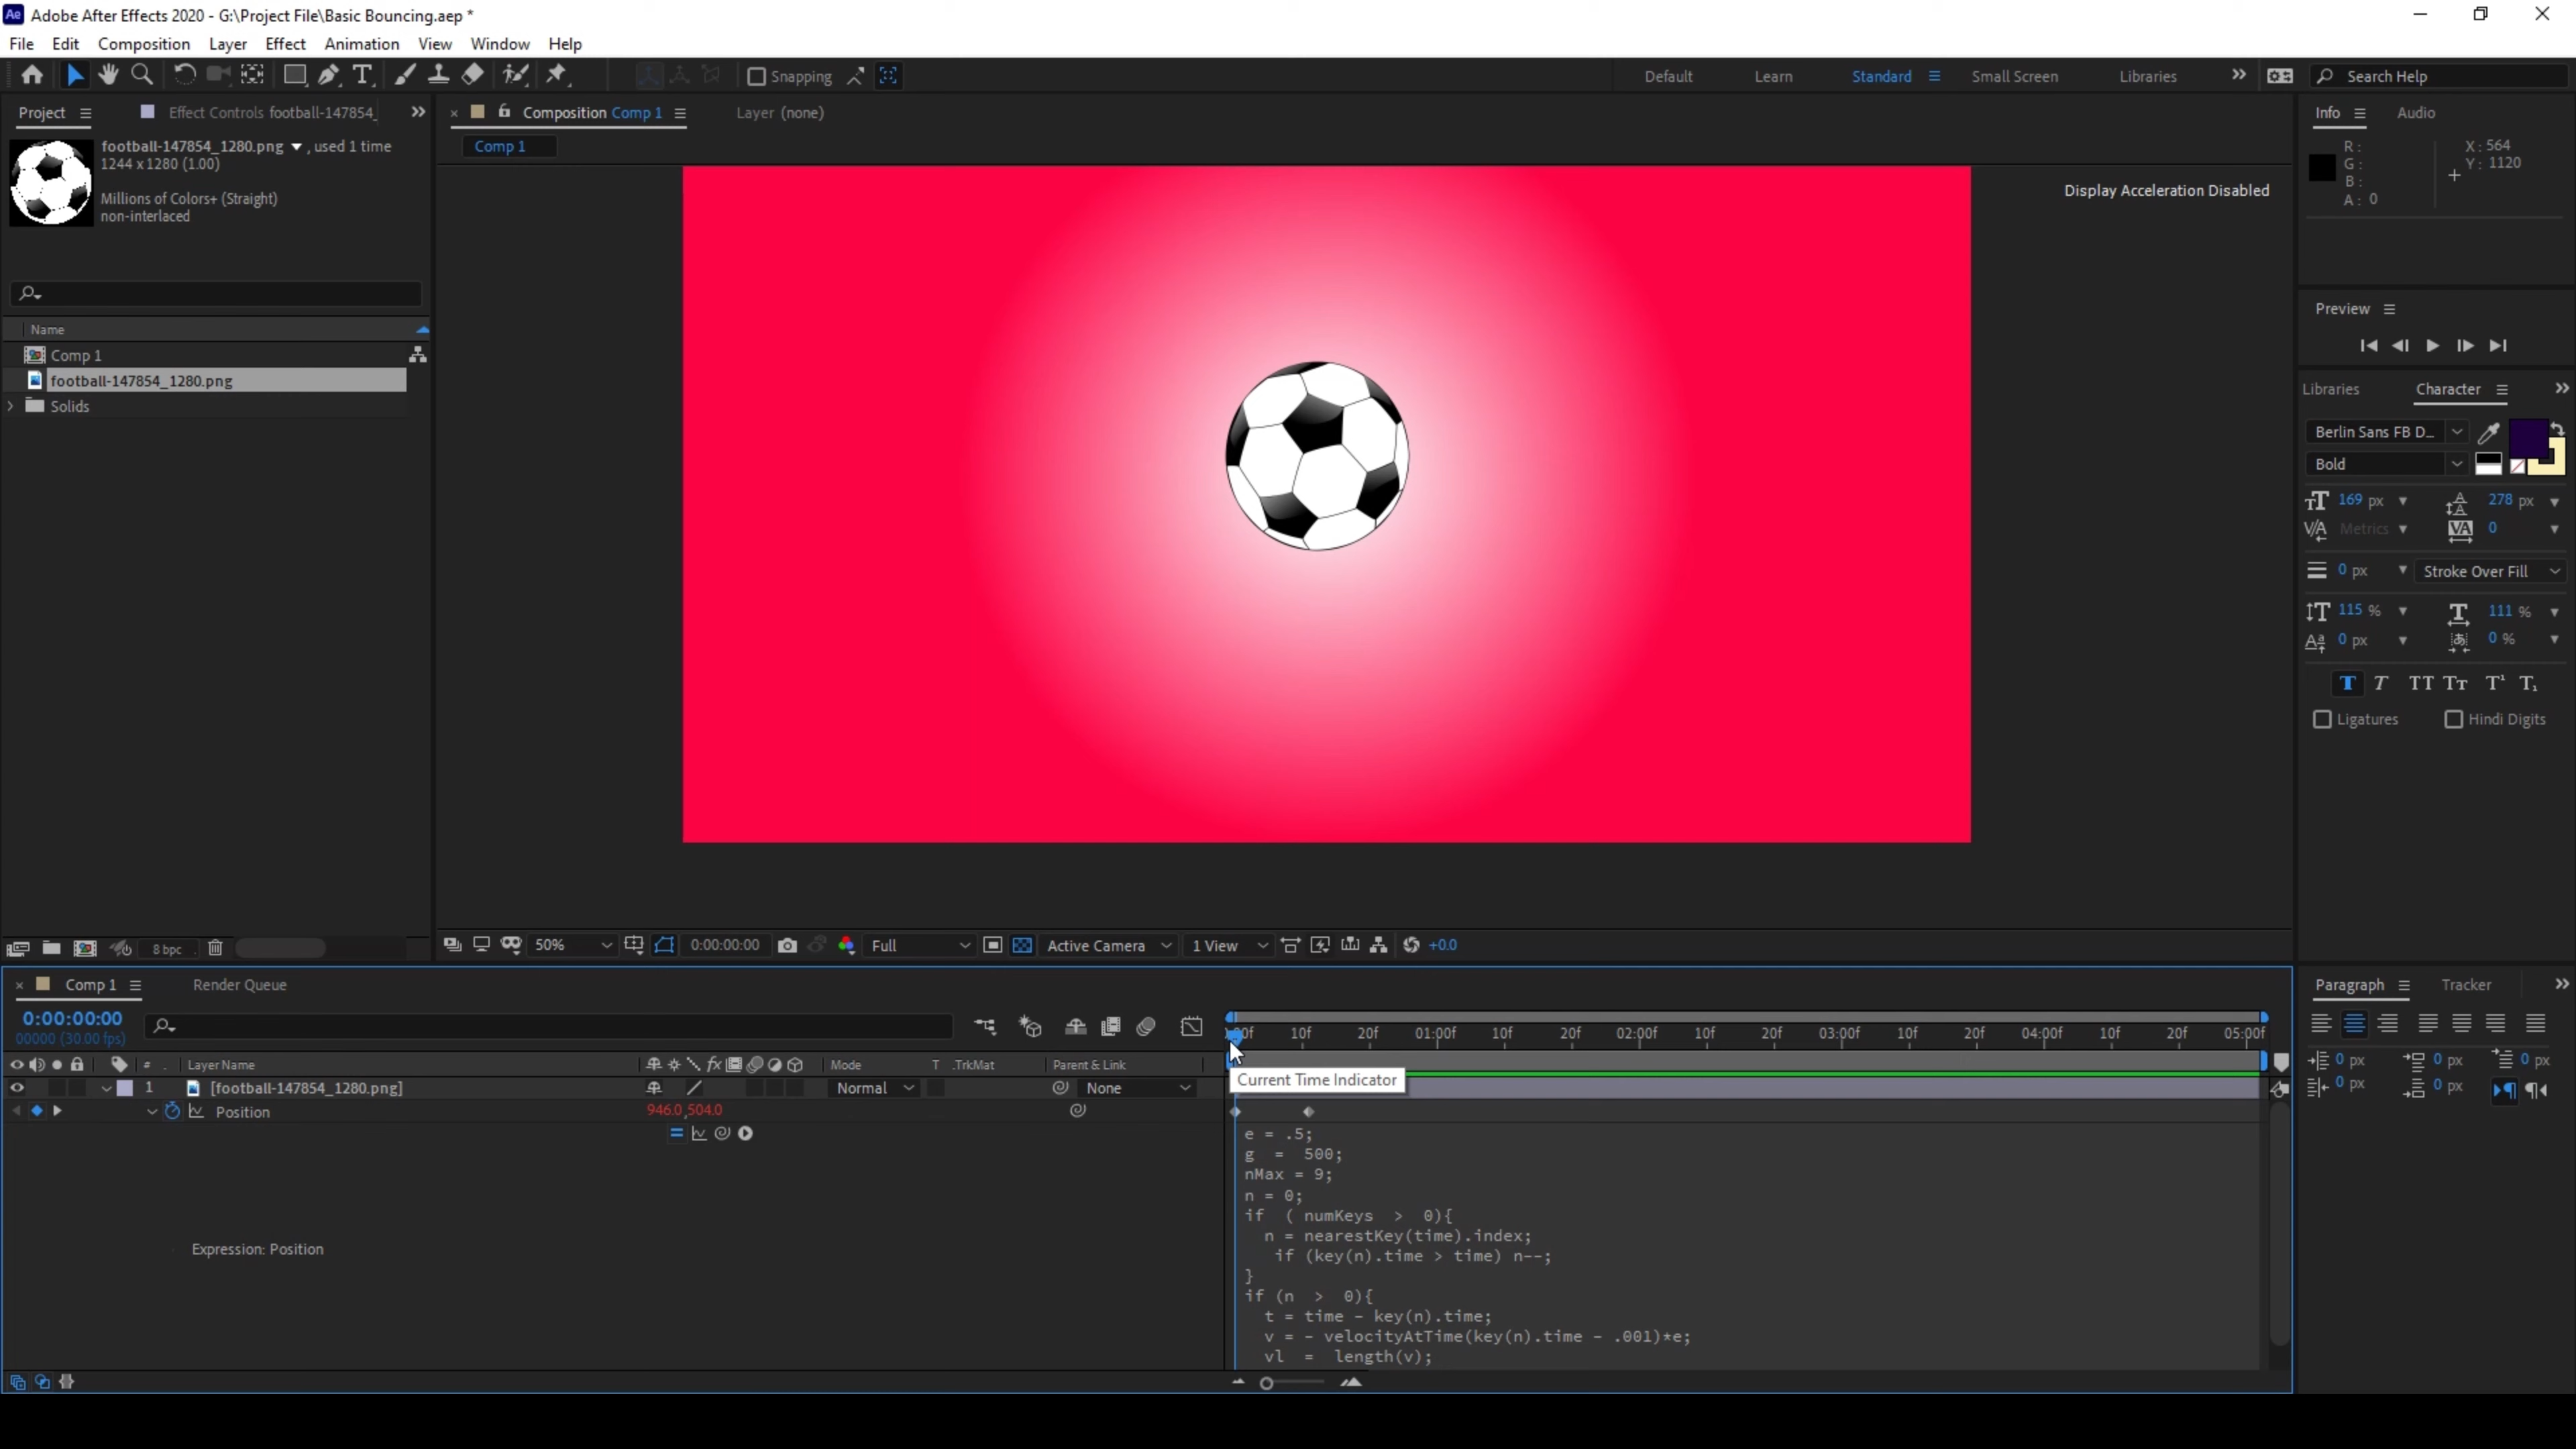 Ae Adobe After Effects 2020 - G:\Project File\Basic Bouncing.aep *
File Edit Composition Layer Effect Animation View Window Help
Snapping Default Learn Standard Small Screen Libraries Search Help
Project Effect Controls football-147854_ Composition Comp 1 Layer (none) Info Audio
football-147854_1280.png , used 1 time
1244 x 1280 (1.00)
Millions of Colors+ (Straight)
non-interlaced
Comp 1
Display Acceleration Disabled
R:
G:
B:
A: 0
X: 564
Y: 1120
Name
Comp 1
football-147854_1280.png
Solids
Preview
Libraries Character
Berlin Sans FB D...
Bold
169 px 278 px
Metrics 0
0 px Stroke Over Fill
115 % 111 %
0 px 0 %
T T TT Tt T¹ T₁
Ligatures Hindi Digits
8 bpc 50% 0:00:00:00 Full Active Camera 1 View +0.0
Comp 1 Render Queue
Paragraph Tracker
0:00:00:00
00000 (30.00 fps)
:00f 10f 20f 01:00f 10f 20f 02:00f 10f 20f 03:00f 10f 20f 04:00f 10f 20f 05:00f
# Layer Name Mode T .TrkMat Parent & Link
0 px 0 px 0 px
0 px 0 px
1 [football-147854_1280.png] Normal None
Current Time Indicator
Position 946.0,504.0
Expression: Position
e = .5;
g = 500;
nMax = 9;
n = 0;
if ( numKeys > 0){
n = nearestKey(time).index;
if (key(n).time > time) n--;
}
if (n > 0){
t = time - key(n).time;
v = - velocityAtTime(key(n).time - .001)*e;
vl = length(v);